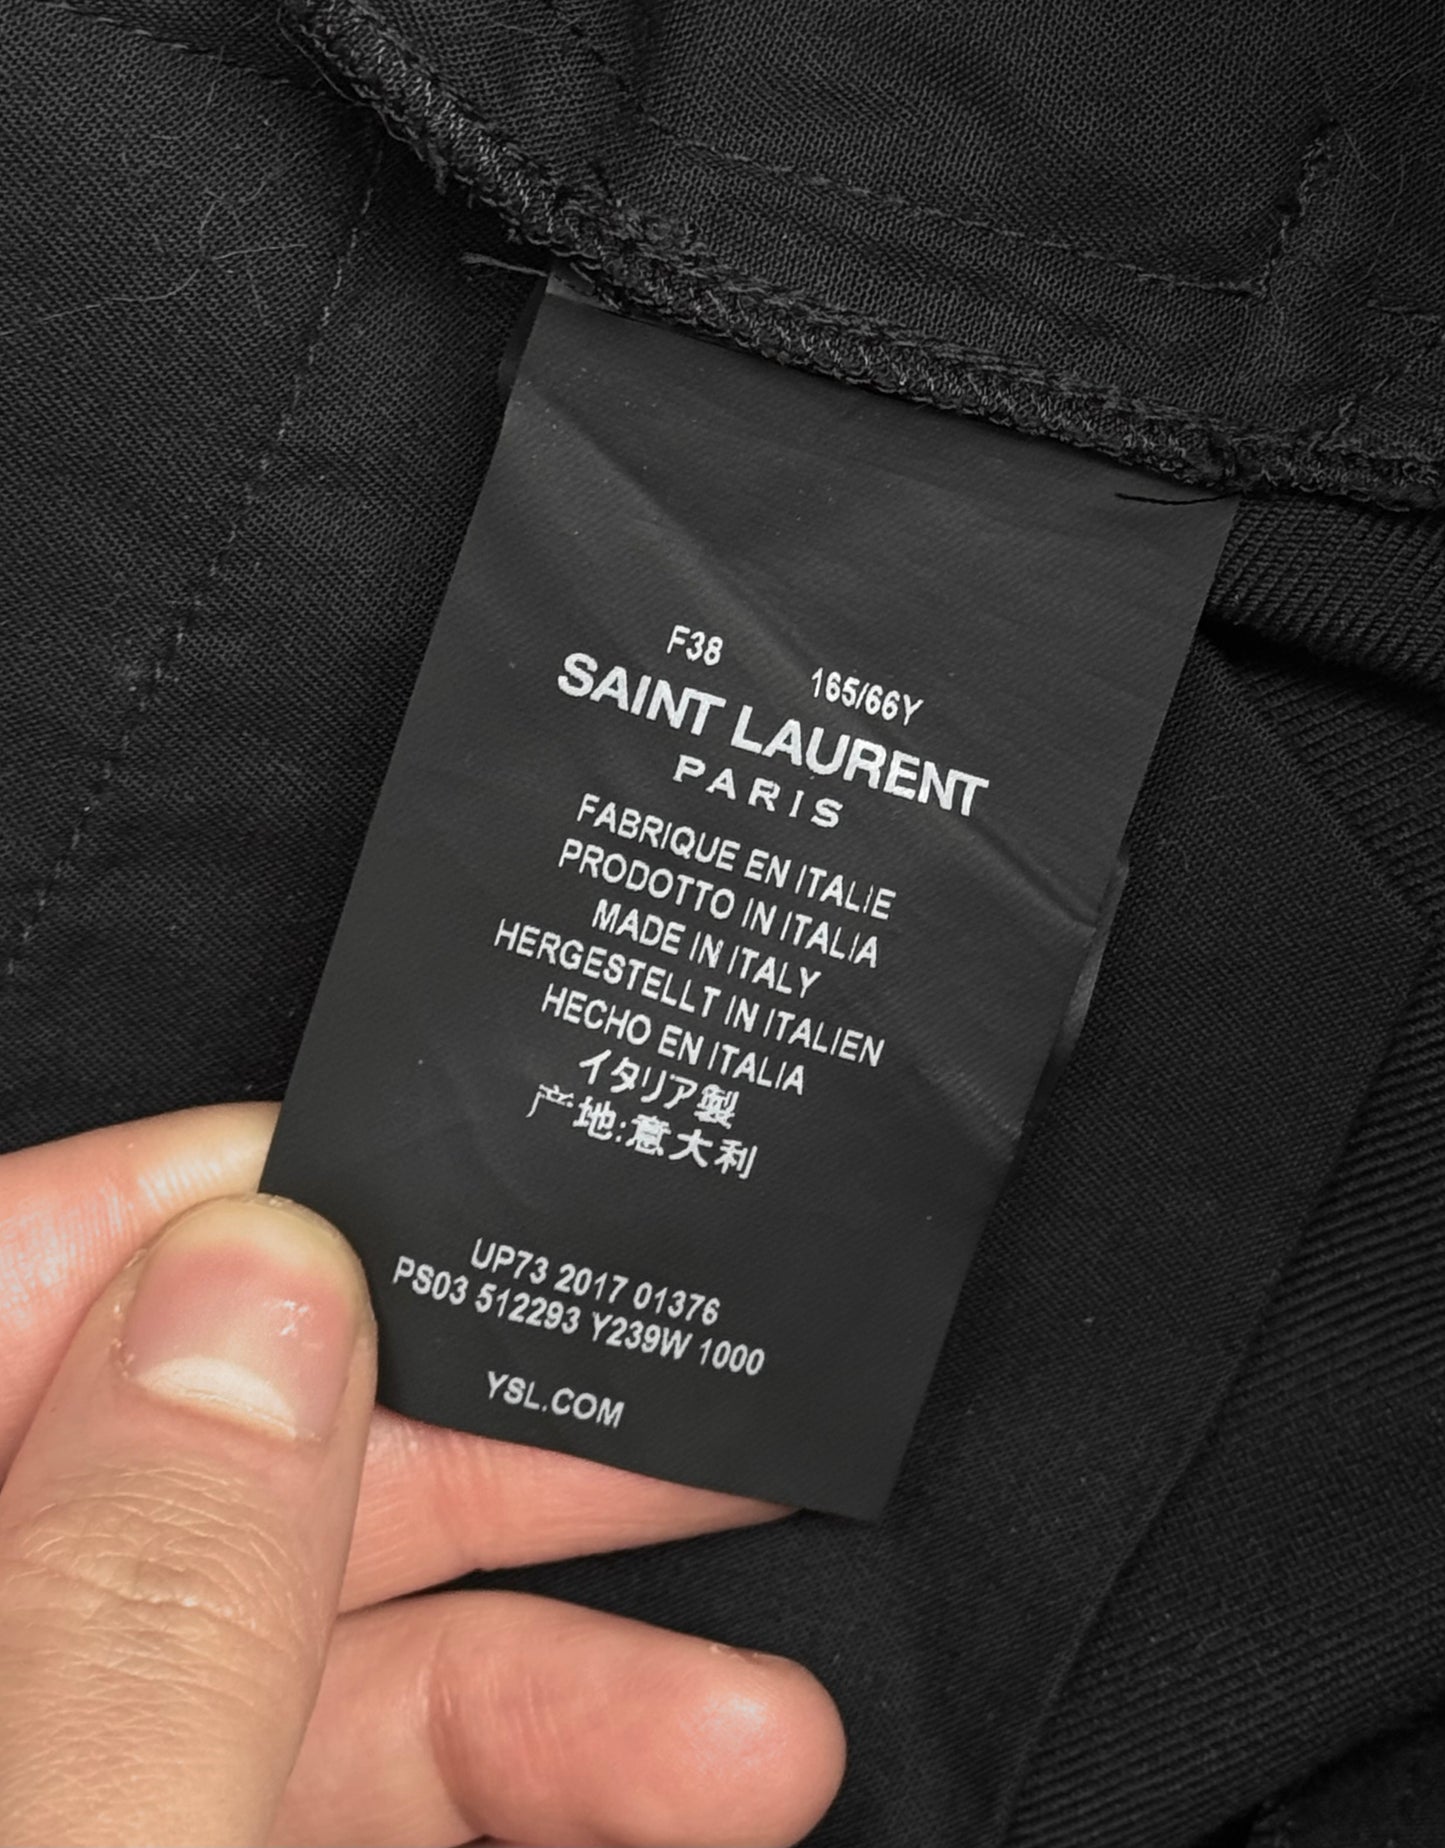 F38 165/66Y
SAINT LAURENT
PARIS
FABRIQUE EN ITALIE
PRODOTTO IN ITALIA
MADE IN ITALY
HERGESTELLT IN ITALIEN
HECHO EN ITALIA
イタリア製
产地:意大利
UP73 2017 01376
PS03 512293 Y239W 1000
YSL.COM